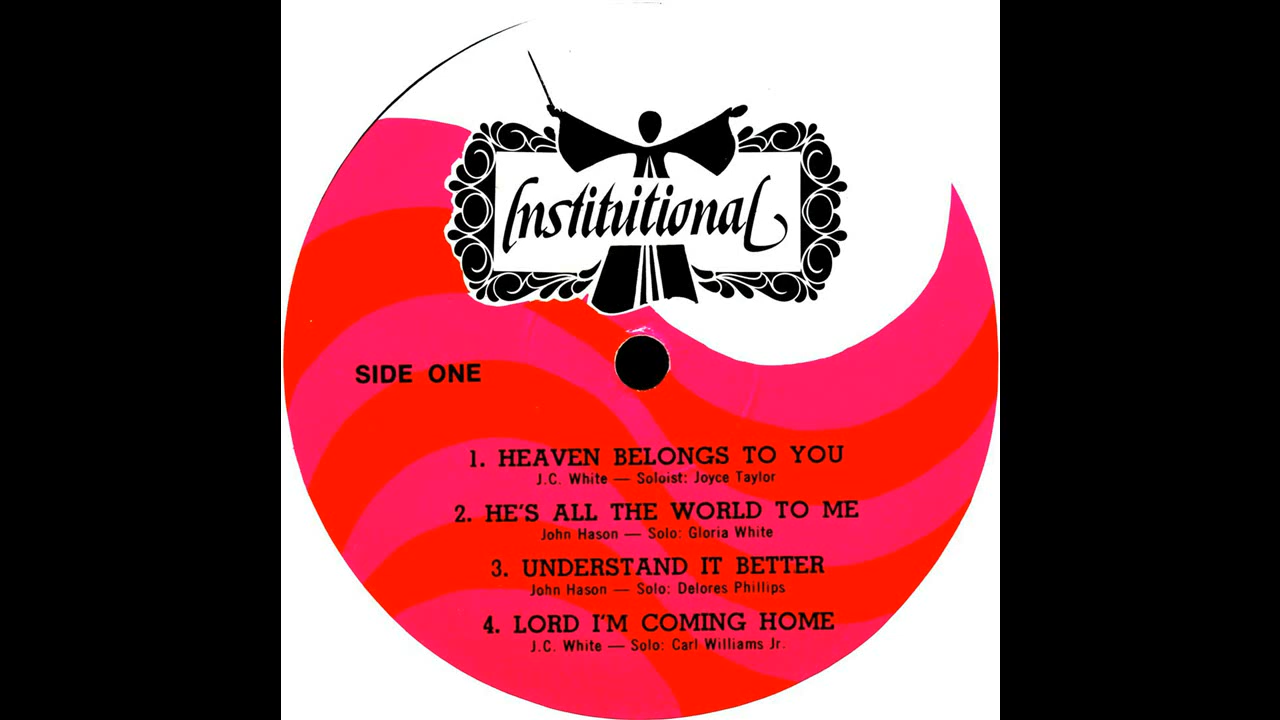 Institutional
SIDE ONE
1. HEAVEN BELONGS TO YOU
J.C. White — Soloist: Joyce Taylor
2. HE'S ALL THE WORLD TO ME
John Hason — Solo: Gloria White
3. UNDERSTAND IT BETTER
John Hason — Solo: Delores Phillips
4. LORD I'M COMING HOME
J.C. White — Solo: Carl Williams Jr.